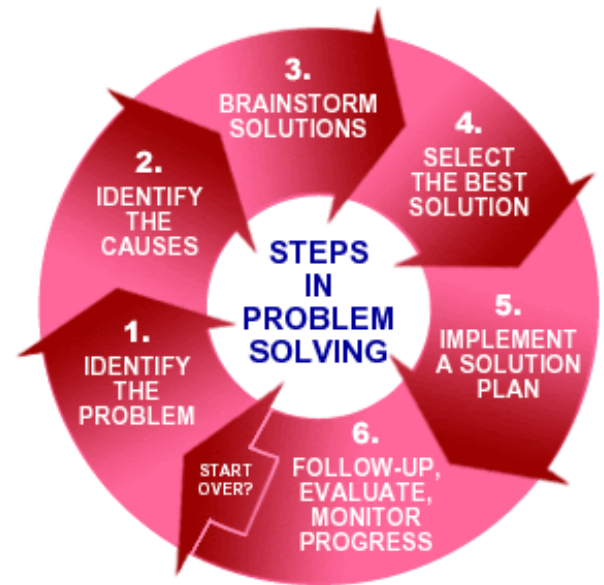 STEPS
IN
PROBLEM
SOLVING
1.
IDENTIFY
THE
PROBLEM
2.
IDENTIFY
THE
CAUSES
3.
BRAINSTORM
SOLUTIONS
4.
SELECT
THE BEST
SOLUTION
5.
IMPLEMENT
A SOLUTION
PLAN
6.
FOLLOW-UP,
EVALUATE,
MONITOR
PROGRESS
START
OVER?